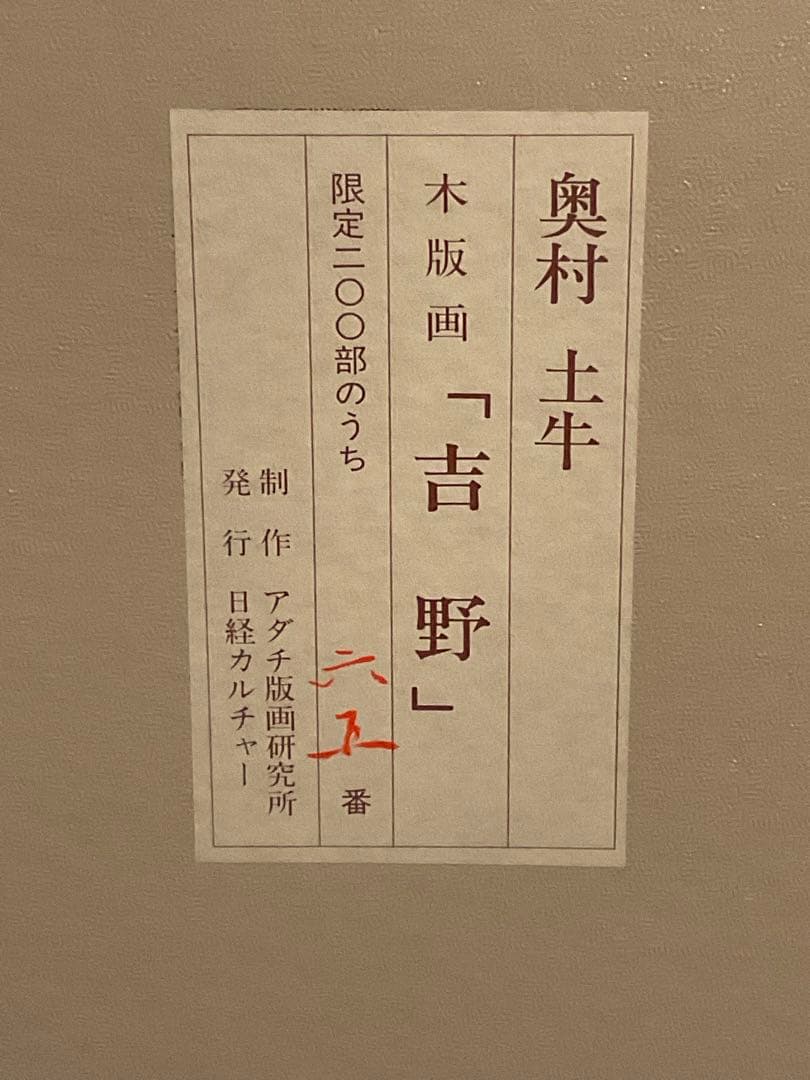 奥村 土牛
木版画「吉野」
限定二〇〇部のうち 六五番
制作 アダチ版画研究所
発行 日経カルチャー